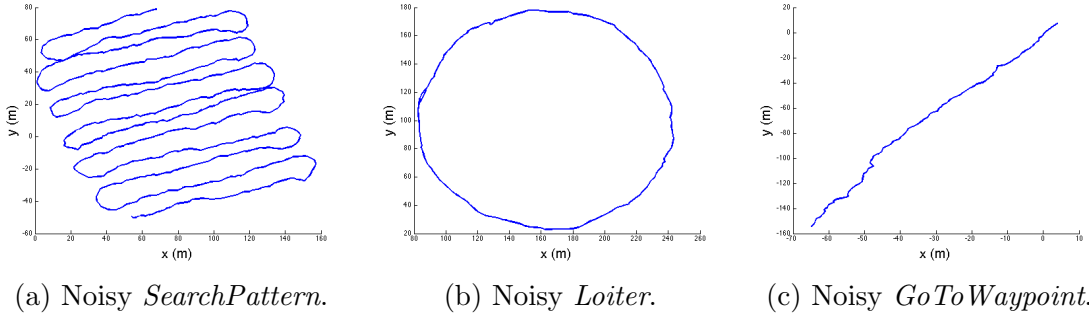 80
60
40
20
0
-20
-40
-60
y (m)
0 20 40 60 80 100 120 140 160
x (m)
180
160
140
120
100
80
60
40
20
y (m)
80 100 120 140 160 180 200 220 240 260
x (m)
20
0
-20
-40
-60
-80
-100
-120
-140
-160
y (m)
-70 -60 -50 -40 -30 -20 -10 0 10
x (m)
(a) Noisy SearchPattern.
(b) Noisy Loiter.
(c) Noisy GoToWaypoint.